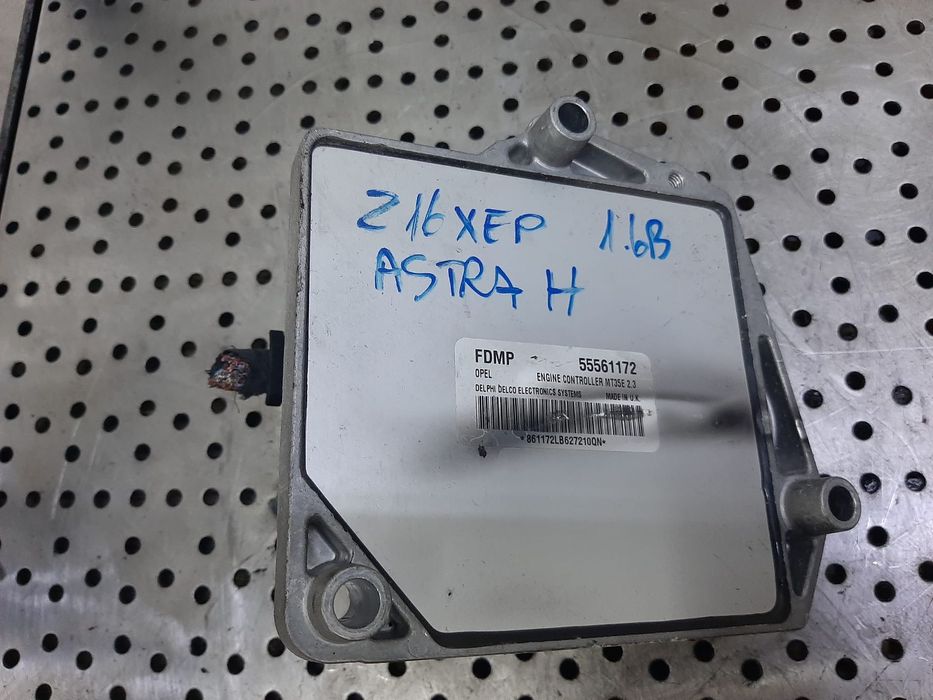 Z16XEP 1.6B
ASTRA H
FDMP 55561172
OPEL ENGINE CONTROLLER MT35E 2.3
DELPHI DELCO ELECTRONICS SYSTEMS MADE IN U.K.
*861172LB627210QN*